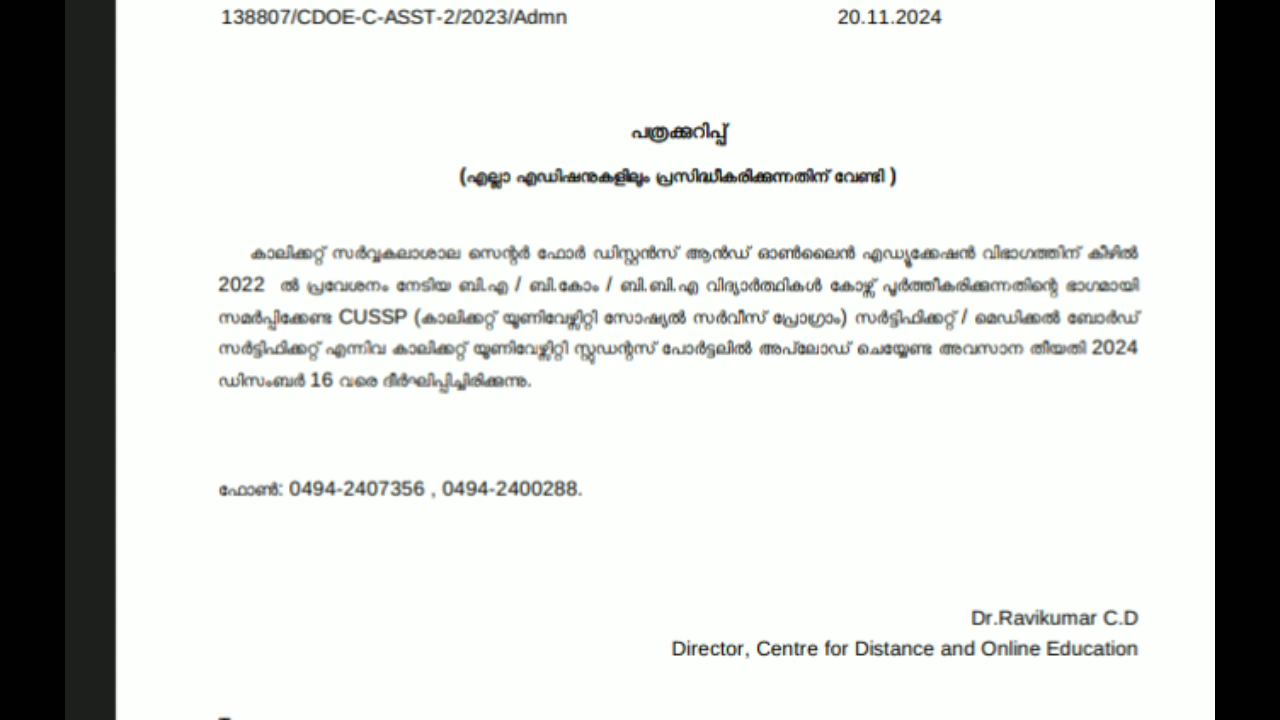 138807/CDOE-C-ASST-2/2023/Admn 20.11.2024
പത്രക്കുറിപ്പ്
(എല്ലാ എഡിഷനുകളിലും പ്രസിദ്ധീകരിക്കുന്നതിന് വേണ്ടി )
കാലിക്കറ്റ് സർവ്വകലാശാല സെന്റർ ഫോർ ഡിസ്റ്റൻസ് ആൻഡ് ഓൺലൈൻ എഡ്യൂക്കേഷൻ വിഭാഗത്തിന് കീഴിൽ
2022 ൽ പ്രവേശനം നേടിയ ബി.എ / ബി.കോം / ബി.ബി.എ വിദ്യാർത്ഥികൾ കോഴ്സ് പൂർത്തീകരിക്കുന്നതിന്റെ ഭാഗമായി
സമർപ്പിക്കേണ്ട CUSSP (കാലിക്കറ്റ് യൂണിവേഴ്സിറ്റി സോഷ്യൽ സർവീസ് പ്രോഗ്രാം) സർട്ടിഫിക്കറ്റ് / മെഡിക്കൽ ബോർഡ്
സർട്ടിഫിക്കറ്റ് എന്നിവ കാലിക്കറ്റ് യൂണിവേഴ്സിറ്റി സ്റ്റുഡന്റസ് പോർട്ടലിൽ അപ്‌ലോഡ് ചെയ്യേണ്ട അവസാന തീയതി 2024
ഡിസംബർ 16 വരെ ദീർഘിപ്പിച്ചിരിക്കുന്നു.
ഫോൺ: 0494-2407356 , 0494-2400288.
Dr.Ravikumar C.D
Director, Centre for Distance and Online Education